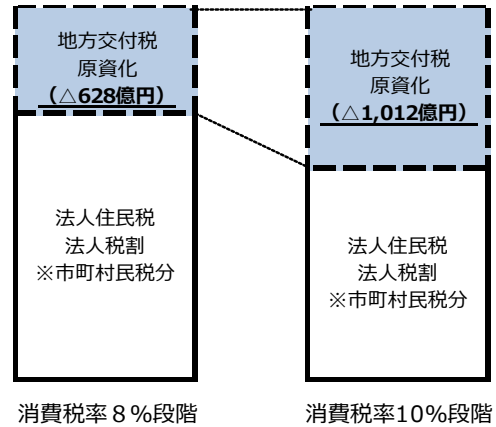 地方交付税
原資化
（△628億円）
法人住民税
法人税割
※市町村民税分
消費税率８％段階
地方交付税
原資化
（△1,012億円）
法人住民税
法人税割
※市町村民税分
消費税率10％段階